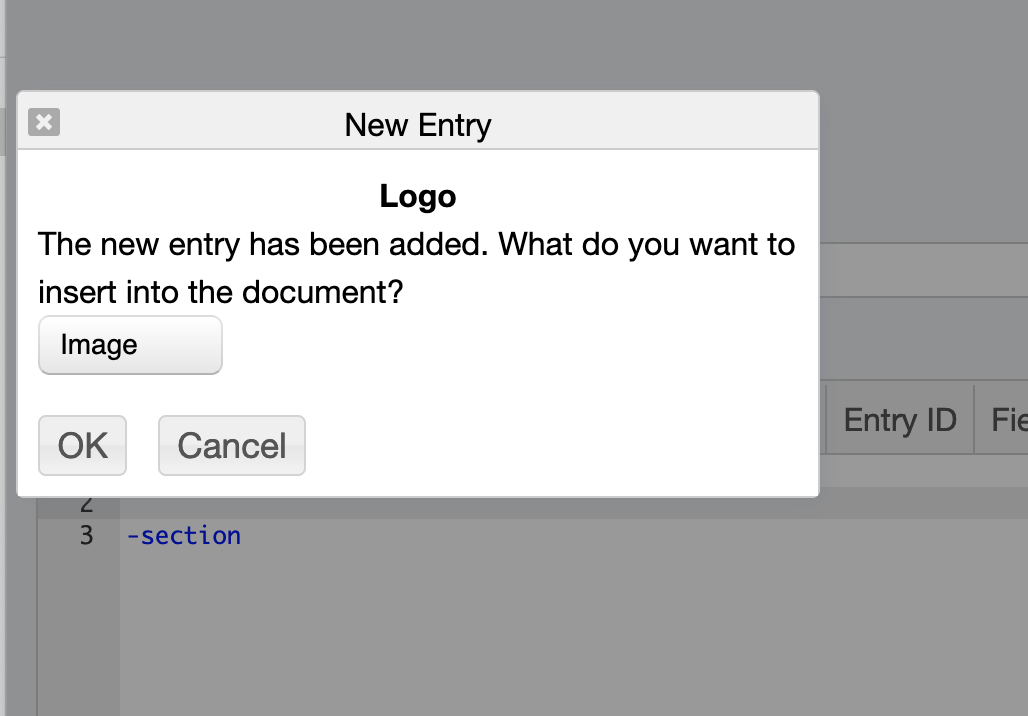 New Entry
Logo
The new entry has been added. What do you want to
insert into the document?
Image
OK
Cancel
Entry ID
2
3
-section